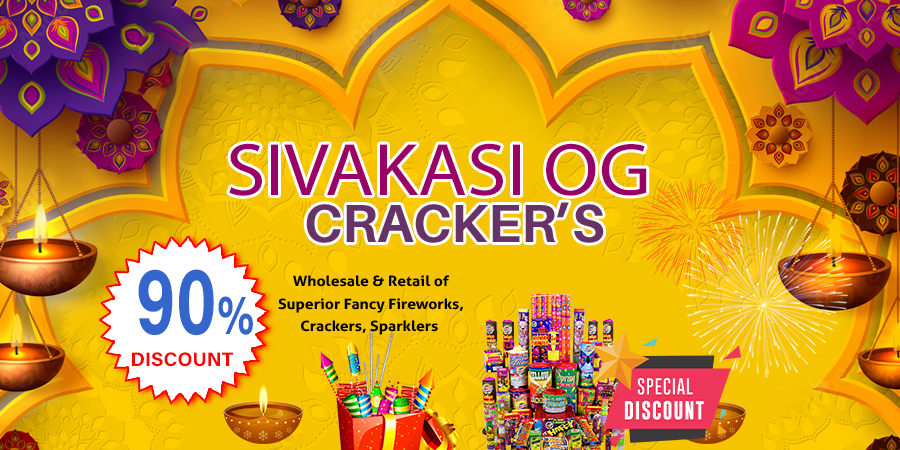 SIVAKASI OG
CRACKER'S
90%
DISCOUNT
Wholesale & Retail of
Superior Fancy Fireworks,
Crackers, Sparklers
SPECIAL
DISCOUNT